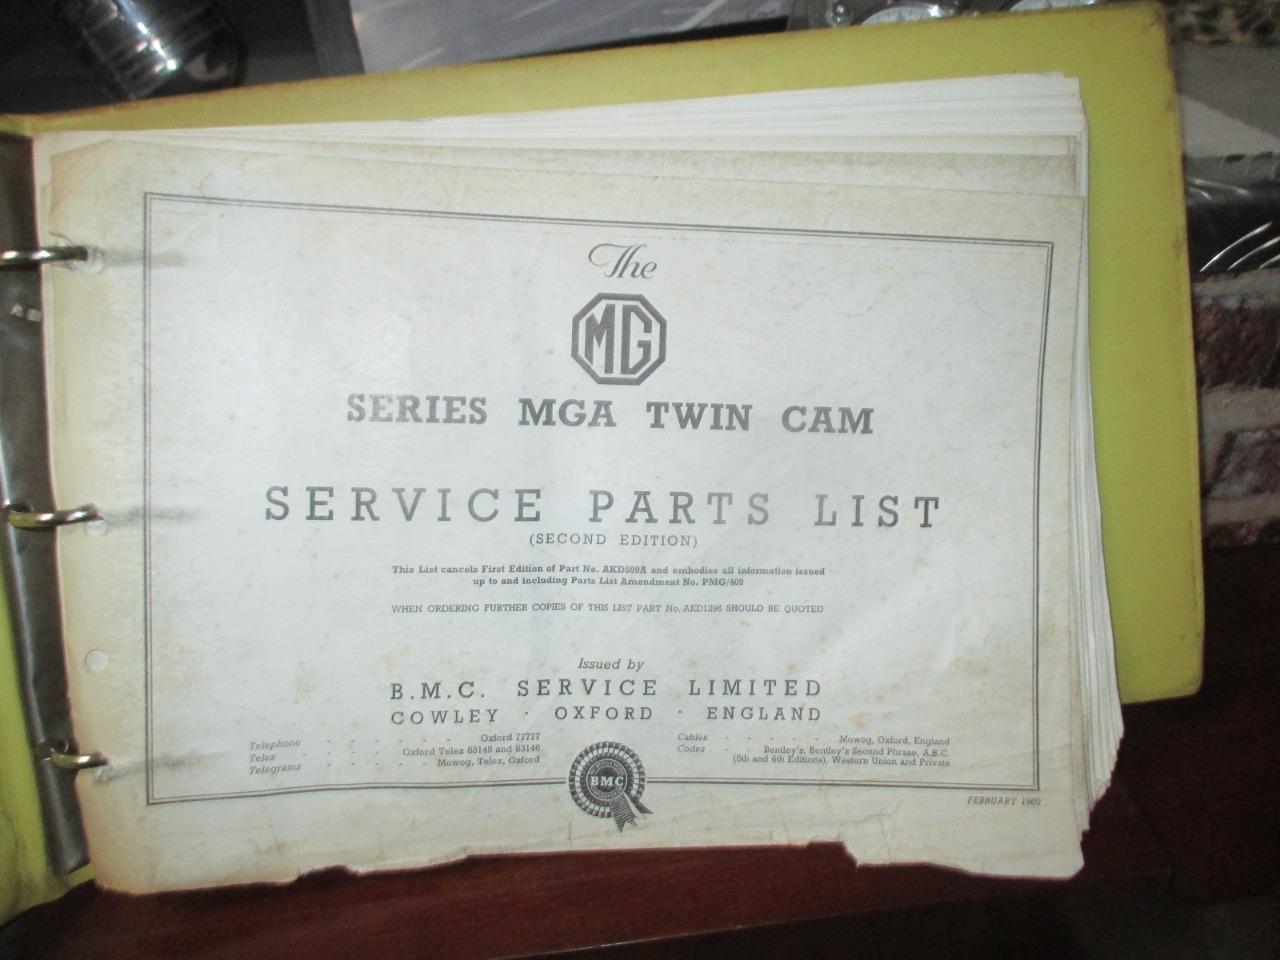 The
MG
SERIES MGA TWIN CAM
SERVICE PARTS LIST
(SECOND EDITION)
This List cancels First Edition of Part No. AKD599A and embodies all information issued
up to and including Parts List Amendment No. PMG/409
WHEN ORDERING FURTHER COPIES OF THIS LIST PART No. AKD1296 SHOULD BE QUOTED
Issued by
B.M.C. SERVICE LIMITED
COWLEY · OXFORD · ENGLAND
Telephone - - - - Oxford 77777
Telex - - - Oxford Telex 83145 and 83146
Telegrams - - - Mowog, Telex, Oxford
Cables - - - - Mowog, Oxford, England
Codes - - Bentley's, Bentley's Second Phrase, A.B.C.
(5th and 6th Editions), Western Union and Private
BMC
FEBRUARY 1960